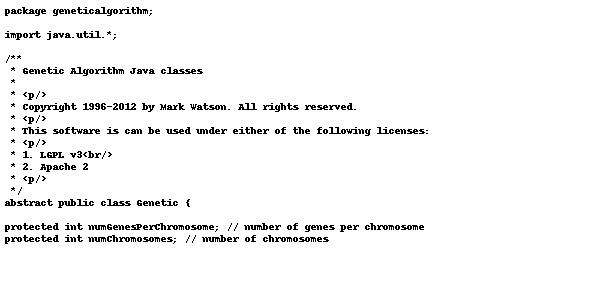 package geneticalgorithm;
import java.util.*;
/**
* Genetic Algorithm Java classes
*
* <p/>
* Copyright 1996-2012 by Mark Watson. All rights reserved.
* <p/>
* This software is can be used under either of the following licenses:
* <p/>
* 1. LGPL v3<br/>
* 2. Apache 2
* <p/>
*/
abstract public class Genetic {
protected int numGenesPerChromosome; // number of genes per chromosome
protected int numChromosomes; // number of chromosomes